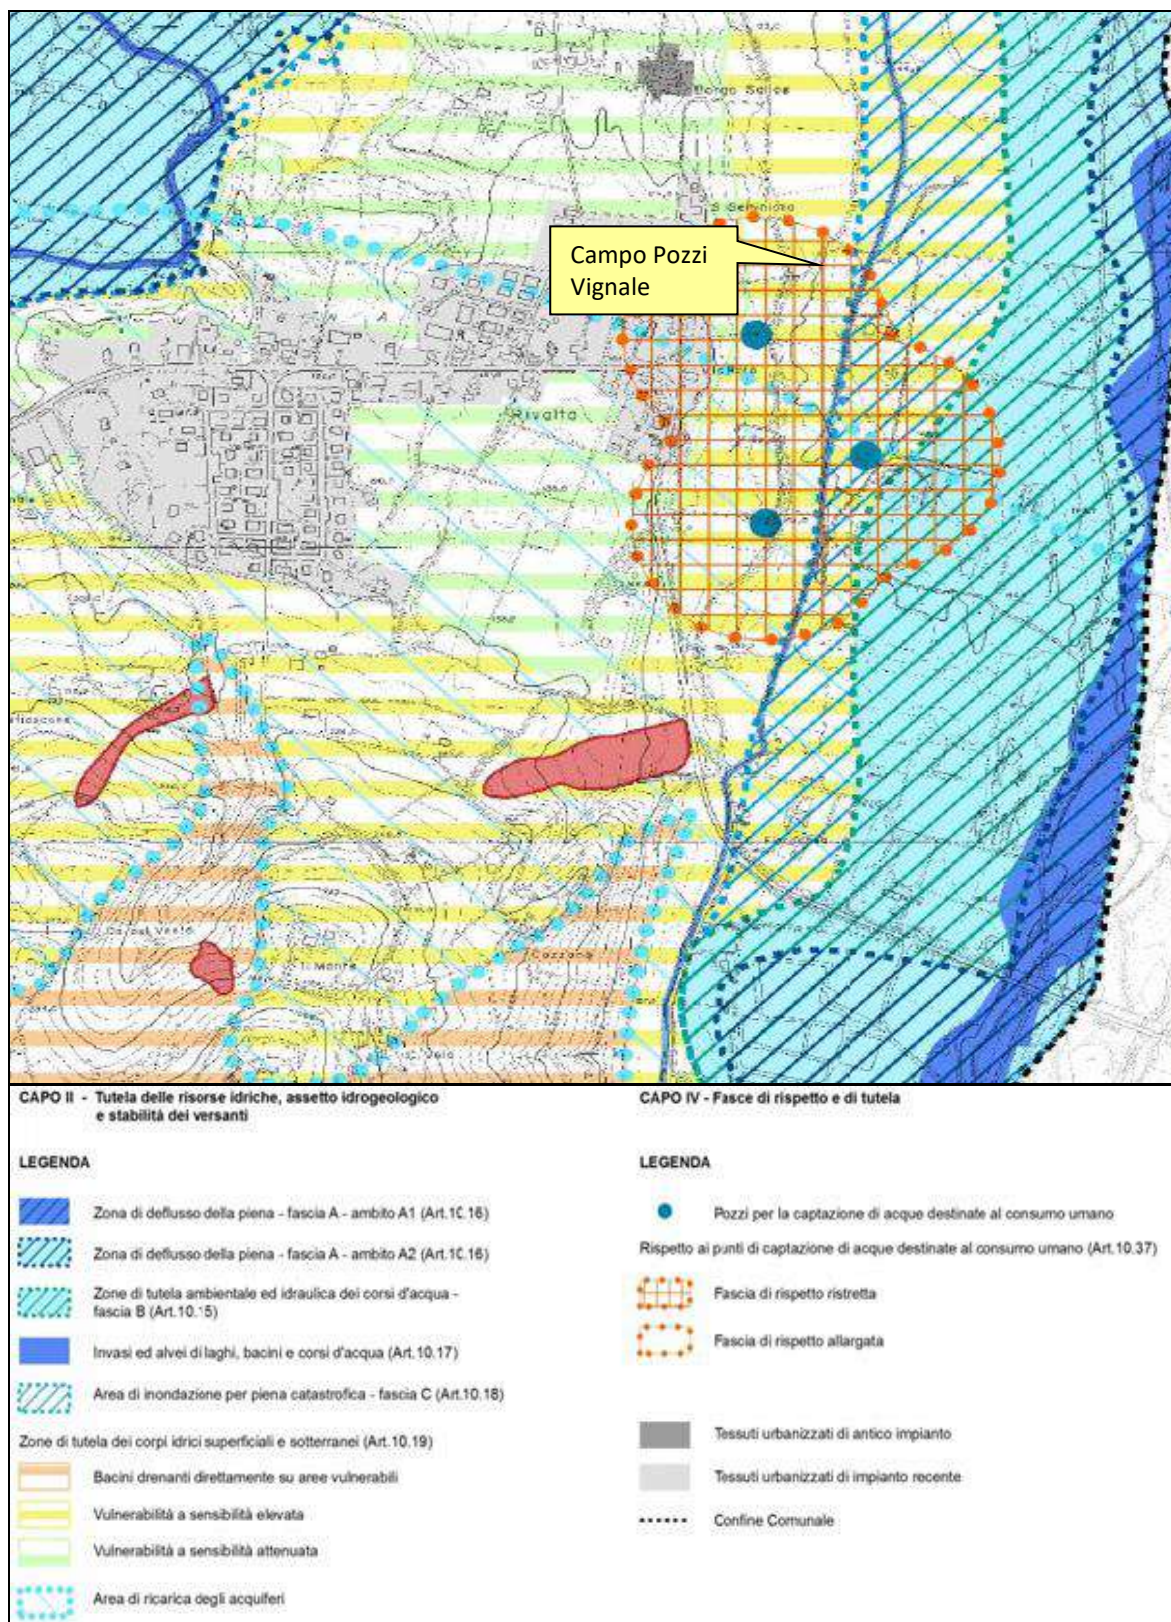 Borgo Salice
Campo Pozzi
Vignale
Rivalta
Il Monte
Cazzano
CAPO II - Tutela delle risorse idriche, assetto idrogeologico
e stabilità dei versanti
LEGENDA
Zona di deflusso della piena - fascia A - ambito A1 (Art.10.16)
Zona di deflusso della piena - fascia A - ambito A2 (Art.10.16)
Zone di tutela ambientale ed idraulica dei corsi d'acqua -
fascia B (Art.10.15)
Invasi ed alvei di laghi, bacini e corsi d'acqua (Art.10.17)
Area di inondazione per piena catastrofica - fascia C (Art.10.18)
Zone di tutela dei corpi idrici superficiali e sotterranei (Art.10.19)
Bacini drenanti direttamente su aree vulnerabili
Vulnerabilità a sensibilità elevata
Vulnerabilità a sensibilità attenuata
Area di ricarica degli acquiferi
CAPO IV - Fasce di rispetto e di tutela
LEGENDA
Pozzi per la captazione di acque destinate al consumo umano
Rispetto ai punti di captazione di acque destinate al consumo umano (Art.10.37)
Fascia di rispetto ristretta
Fascia di rispetto allargata
Tessuti urbanizzati di antico impianto
Tessuti urbanizzati di impianto recente
Confine Comunale